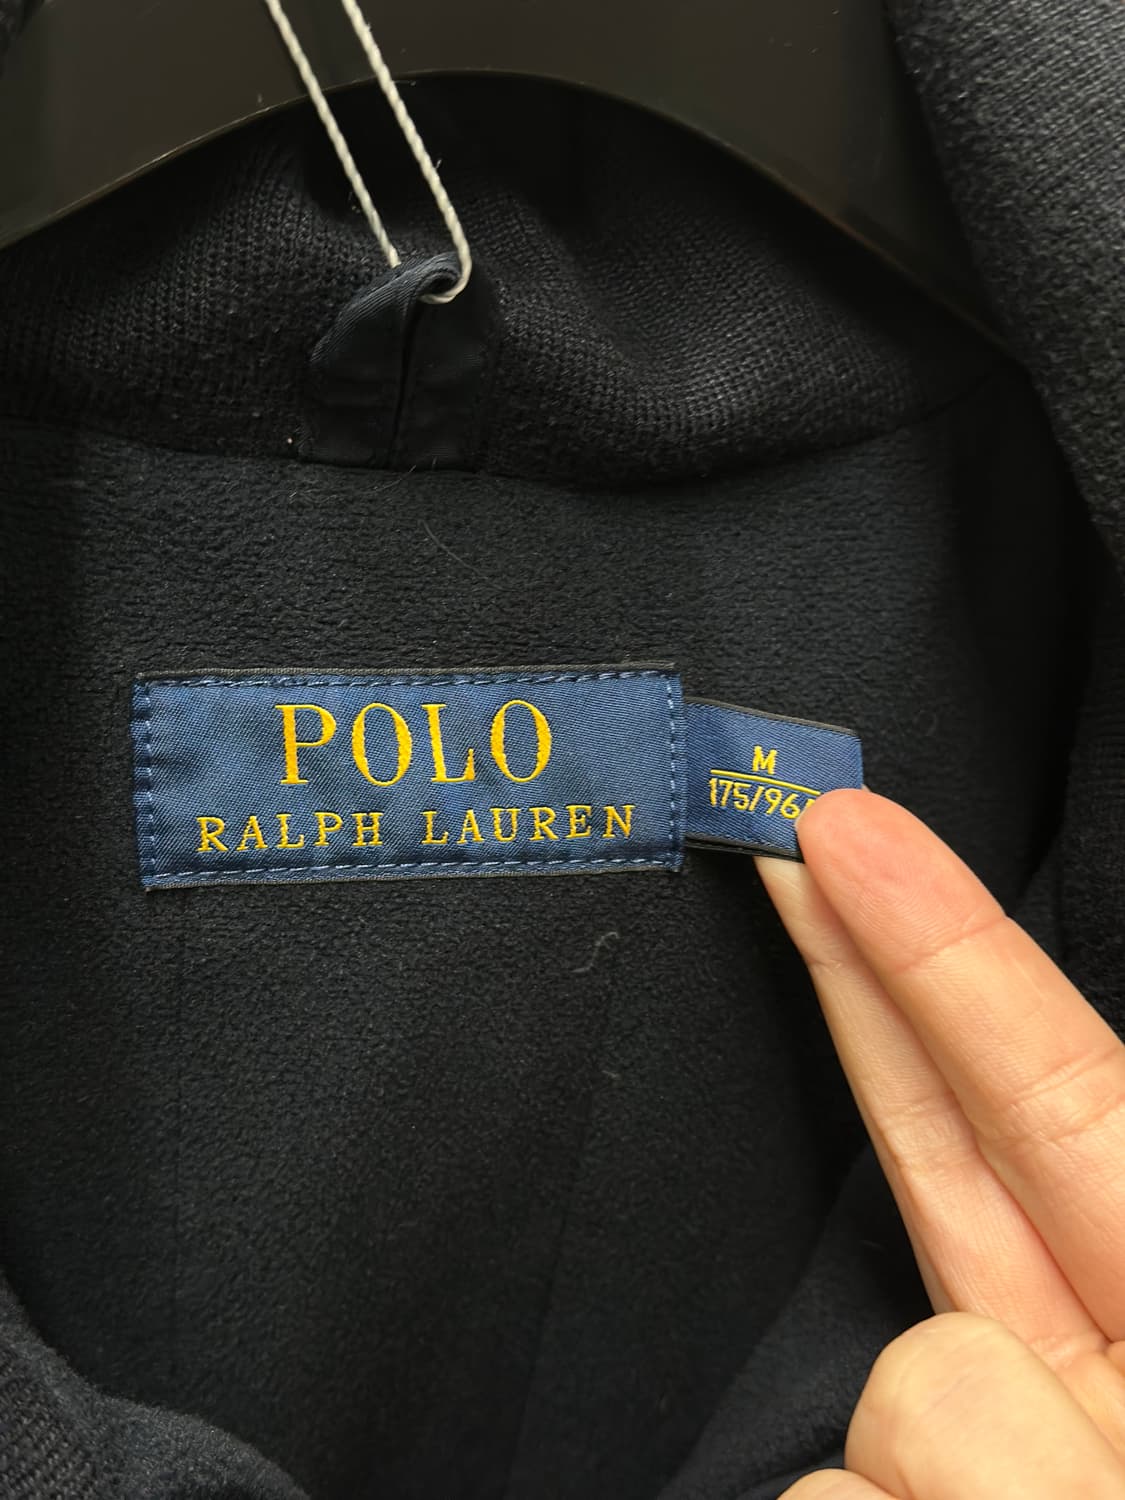 POLO
RALPH LAUREN
M
175/96